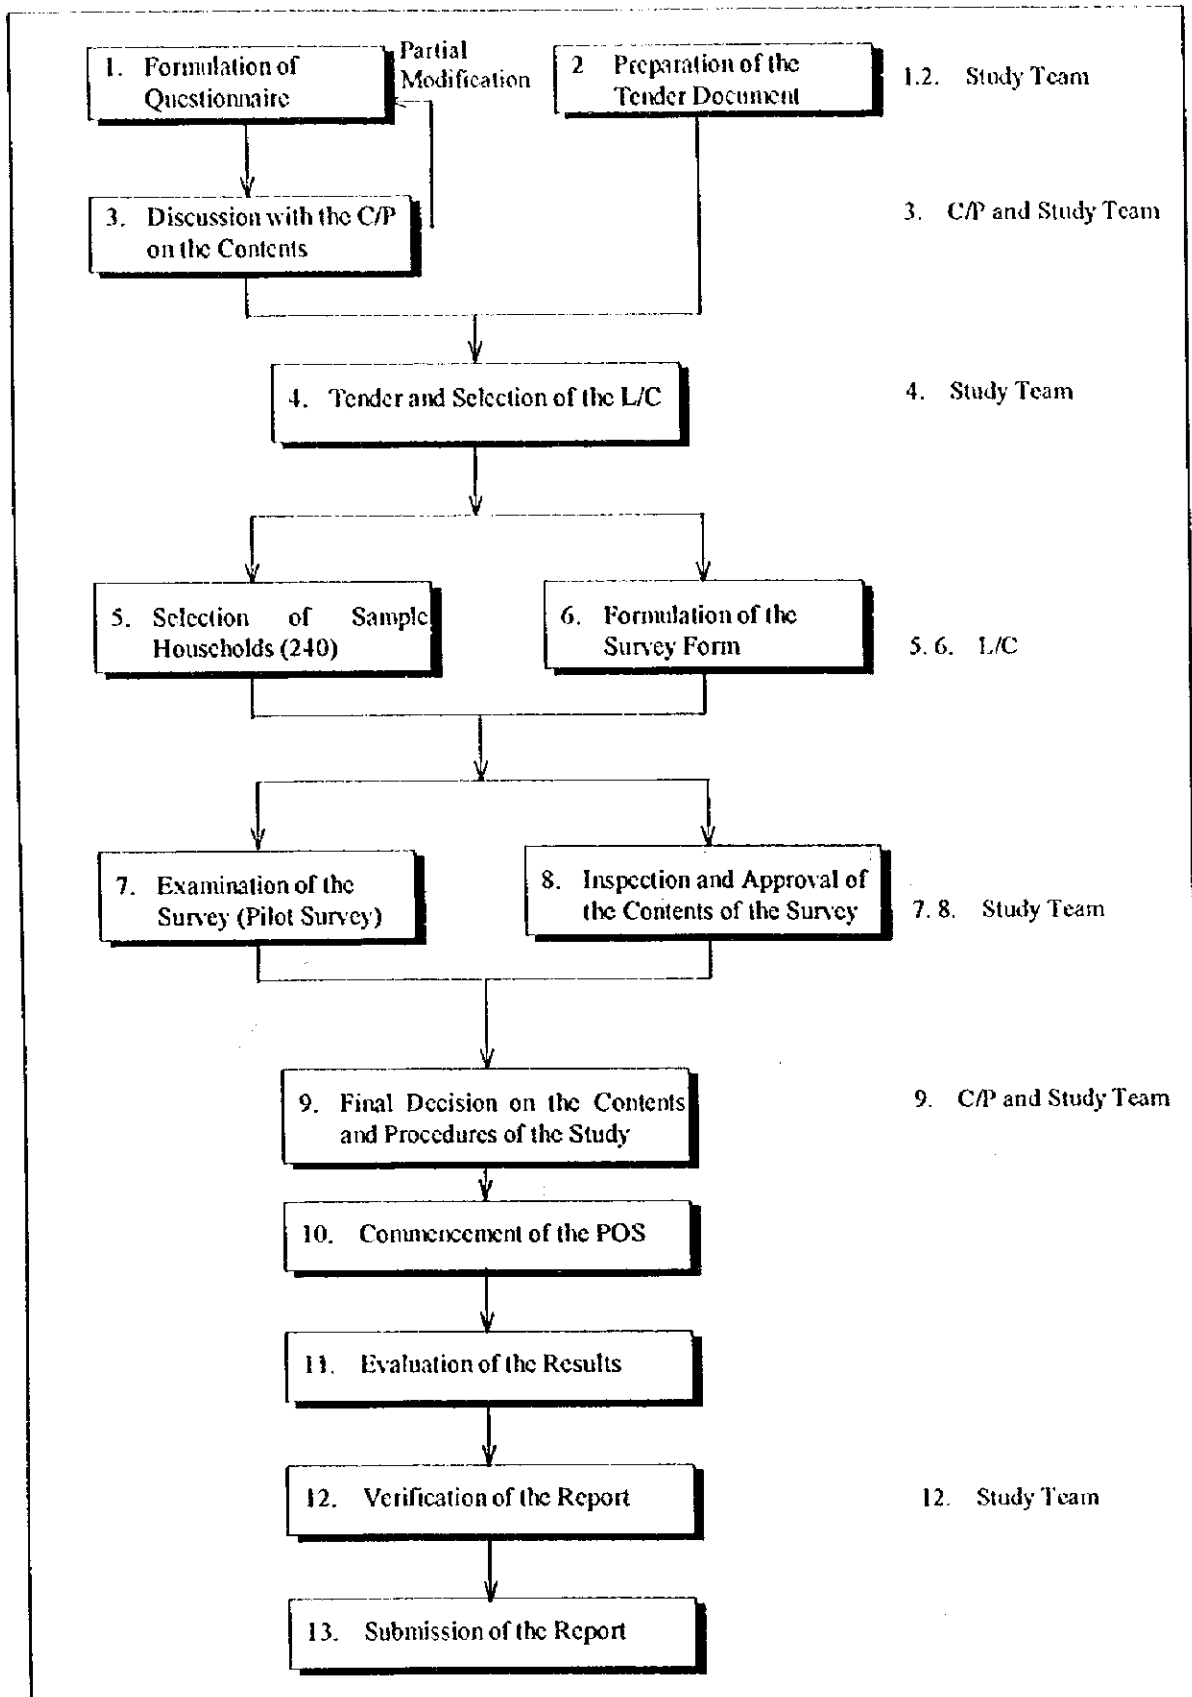 1. Formulation of
Questionnaire
Partial
Modification
2 Preparation of the
Tender Document
1.2. Study Team
3. Discussion with the C/P
on the Contents
3. C/P and Study Team
4. Tender and Selection of the L/C
4. Study Team
5. Selection of Sample
Households (240)
6. Formulation of the
Survey Form
5. 6. L/C
7. Examination of the
Survey (Pilot Survey)
8. Inspection and Approval of
the Contents of the Survey
7. 8. Study Team
9. Final Decision on the Contents
and Procedures of the Study
9. C/P and Study Team
10. Commencement of the POS
11. Evaluation of the Results
12. Verification of the Report
12. Study Team
13. Submission of the Report